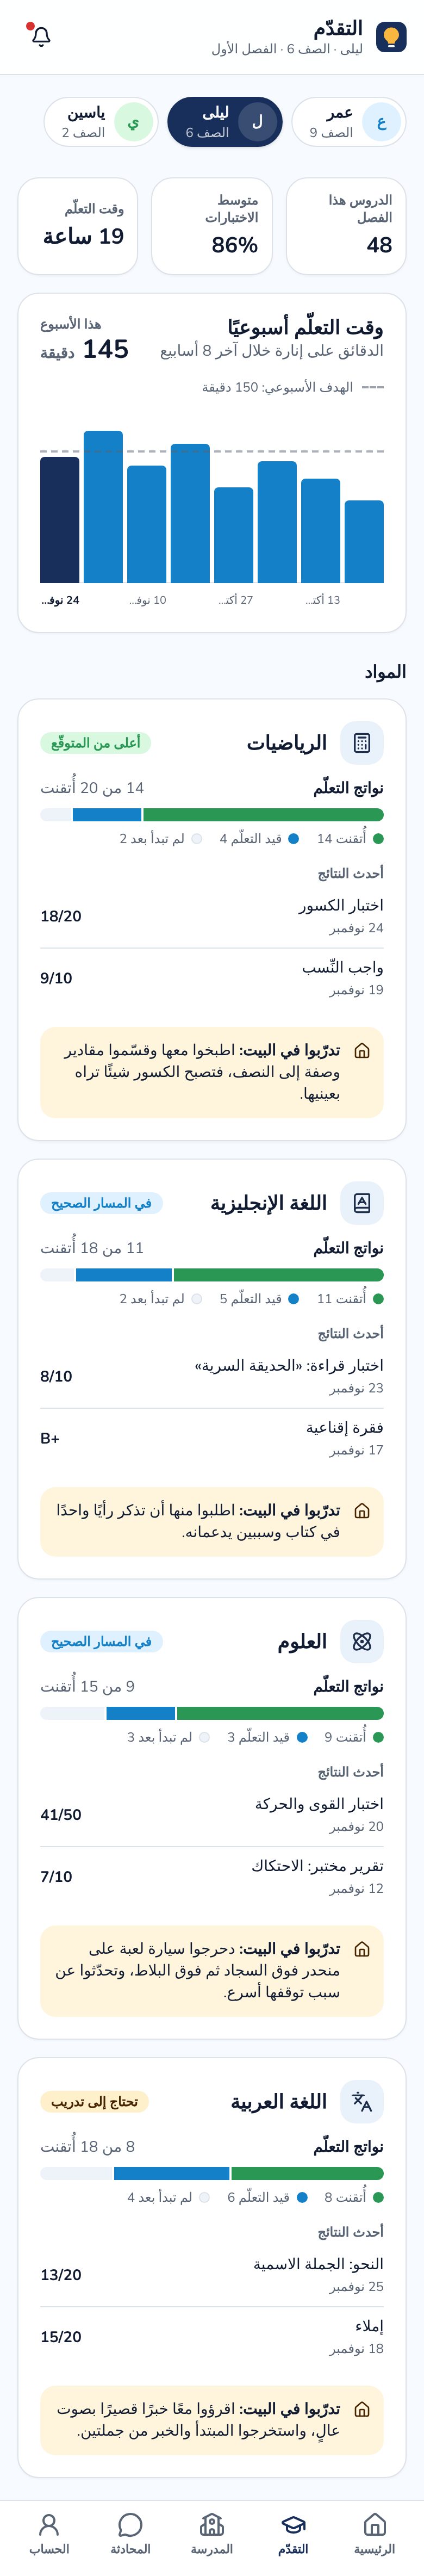 التقدّم
ليلى · الصف 6 · الفصل الأول
ع
عمر
الصف 9
ل
ليلى
الصف 6
ي
ياسين
الصف 2
الدروس هذا
الفصل
48
متوسط
الاختبارات
86%
وقت التعلّم
19 ساعة
وقت التعلّم أسبوعيًا
الدقائق على إنارة خلال آخر 8 أسابيع
هذا الأسبوع
145 دقيقة
الهدف الأسبوعي: 150 دقيقة
13 أكتـ...
27 أكتـ...
10 نوفـ...
24 نوفـ...
المواد
الرياضيات
أعلى من المتوقّع
نواتج التعلّم
14 من 20 أُتقنت
أُتقنت 14
قيد التعلّم 4
لم تبدأ بعد 2
أحدث النتائج
اختبار الكسور
24 نوفمبر
18/20
واجب النِّسب
19 نوفمبر
9/10
تدرّبوا في البيت: اطبخوا معها وقسّموا مقادير
وصفة إلى النصف، فتصبح الكسور شيئًا تراه
بعينيها.
اللغة الإنجليزية
في المسار الصحيح
نواتج التعلّم
11 من 18 أُتقنت
أُتقنت 11
قيد التعلّم 5
لم تبدأ بعد 2
أحدث النتائج
اختبار قراءة: «الحديقة السرية»
23 نوفمبر
8/10
فقرة إقناعية
17 نوفمبر
B+
تدرّبوا في البيت: اطلبوا منها أن تذكر رأيًا واحدًا
في كتاب وسببين يدعمانه.
العلوم
في المسار الصحيح
نواتج التعلّم
9 من 15 أُتقنت
أُتقنت 9
قيد التعلّم 3
لم تبدأ بعد 3
أحدث النتائج
اختبار القوى والحركة
20 نوفمبر
41/50
تقرير مختبر: الاحتكاك
12 نوفمبر
7/10
تدرّبوا في البيت: دحرجوا سيارة لعبة على
منحدر فوق السجاد ثم فوق البلاط، وتحدّثوا عن
سبب توقفها أسرع.
اللغة العربية
تحتاج إلى تدريب
نواتج التعلّم
8 من 18 أُتقنت
أُتقنت 8
قيد التعلّم 6
لم تبدأ بعد 4
أحدث النتائج
النحو: الجملة الاسمية
25 نوفمبر
13/20
إملاء
18 نوفمبر
15/20
تدرّبوا في البيت: اقرؤوا معًا خبرًا قصيرًا بصوت
عالٍ، واستخرجوا المبتدأ والخبر من جملتين.
الرئيسية
التقدّم
المدرسة
المحادثة
الحساب